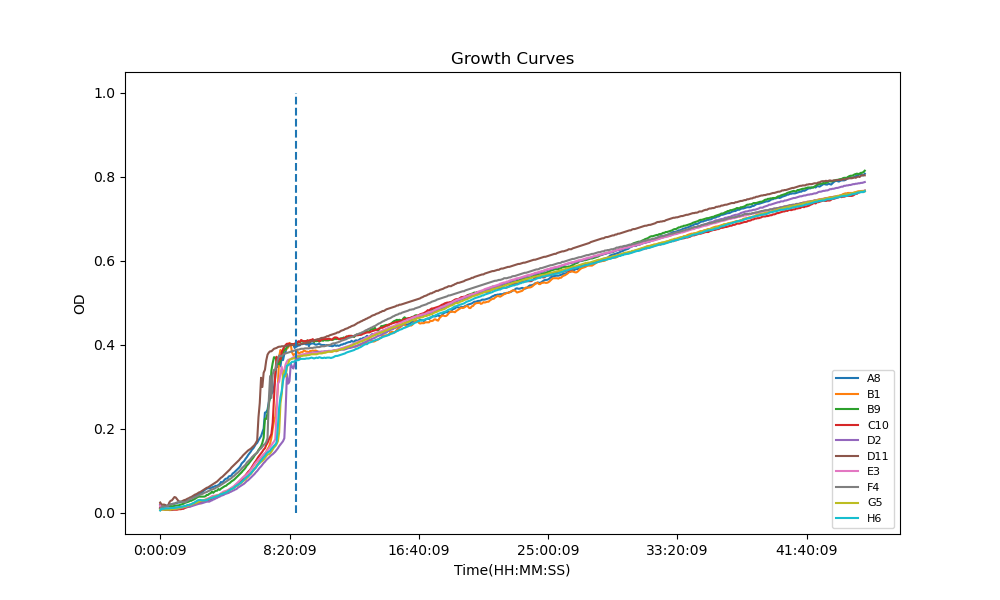 Growth Curves
OD
1.0
0.8
0.6
0.4
0.2
0.0
0:00:09 8:20:09 16:40:09 25:00:09 33:20:09 41:40:09
Time(HH:MM:SS)
A8
B1
B9
C10
D2
D11
E3
F4
G5
H6